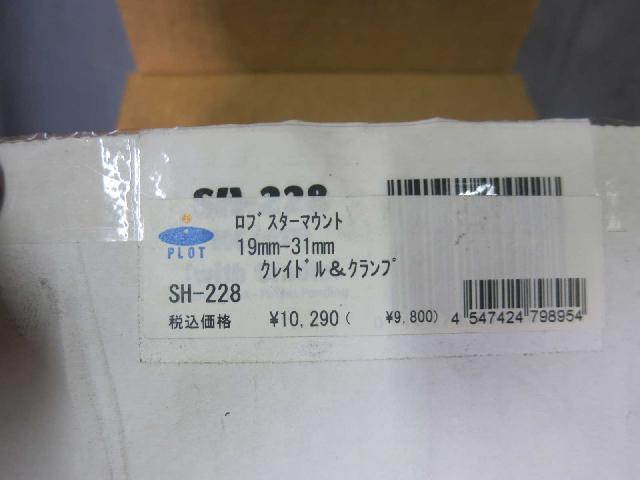 228
ロブスターマウント
19mm-31mm
クレイドル&クランプ
PLOT
SH-228
税込価格 ¥10,290( ¥9,800)
4 547424 798954